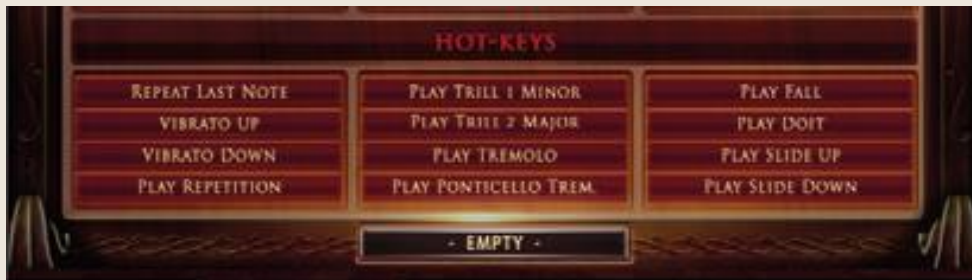 HOT-KEYS
REPEAT LAST NOTE
VIBRATO UP
VIBRATO DOWN
PLAY REPETITION
PLAY TRILL 1 MINOR
PLAY TRILL 2 MAJOR
PLAY TREMOLO
PLAY PONTICELLO TREM.
PLAY FALL
PLAY DOIT
PLAY SLIDE UP
PLAY SLIDE DOWN
- EMPTY -